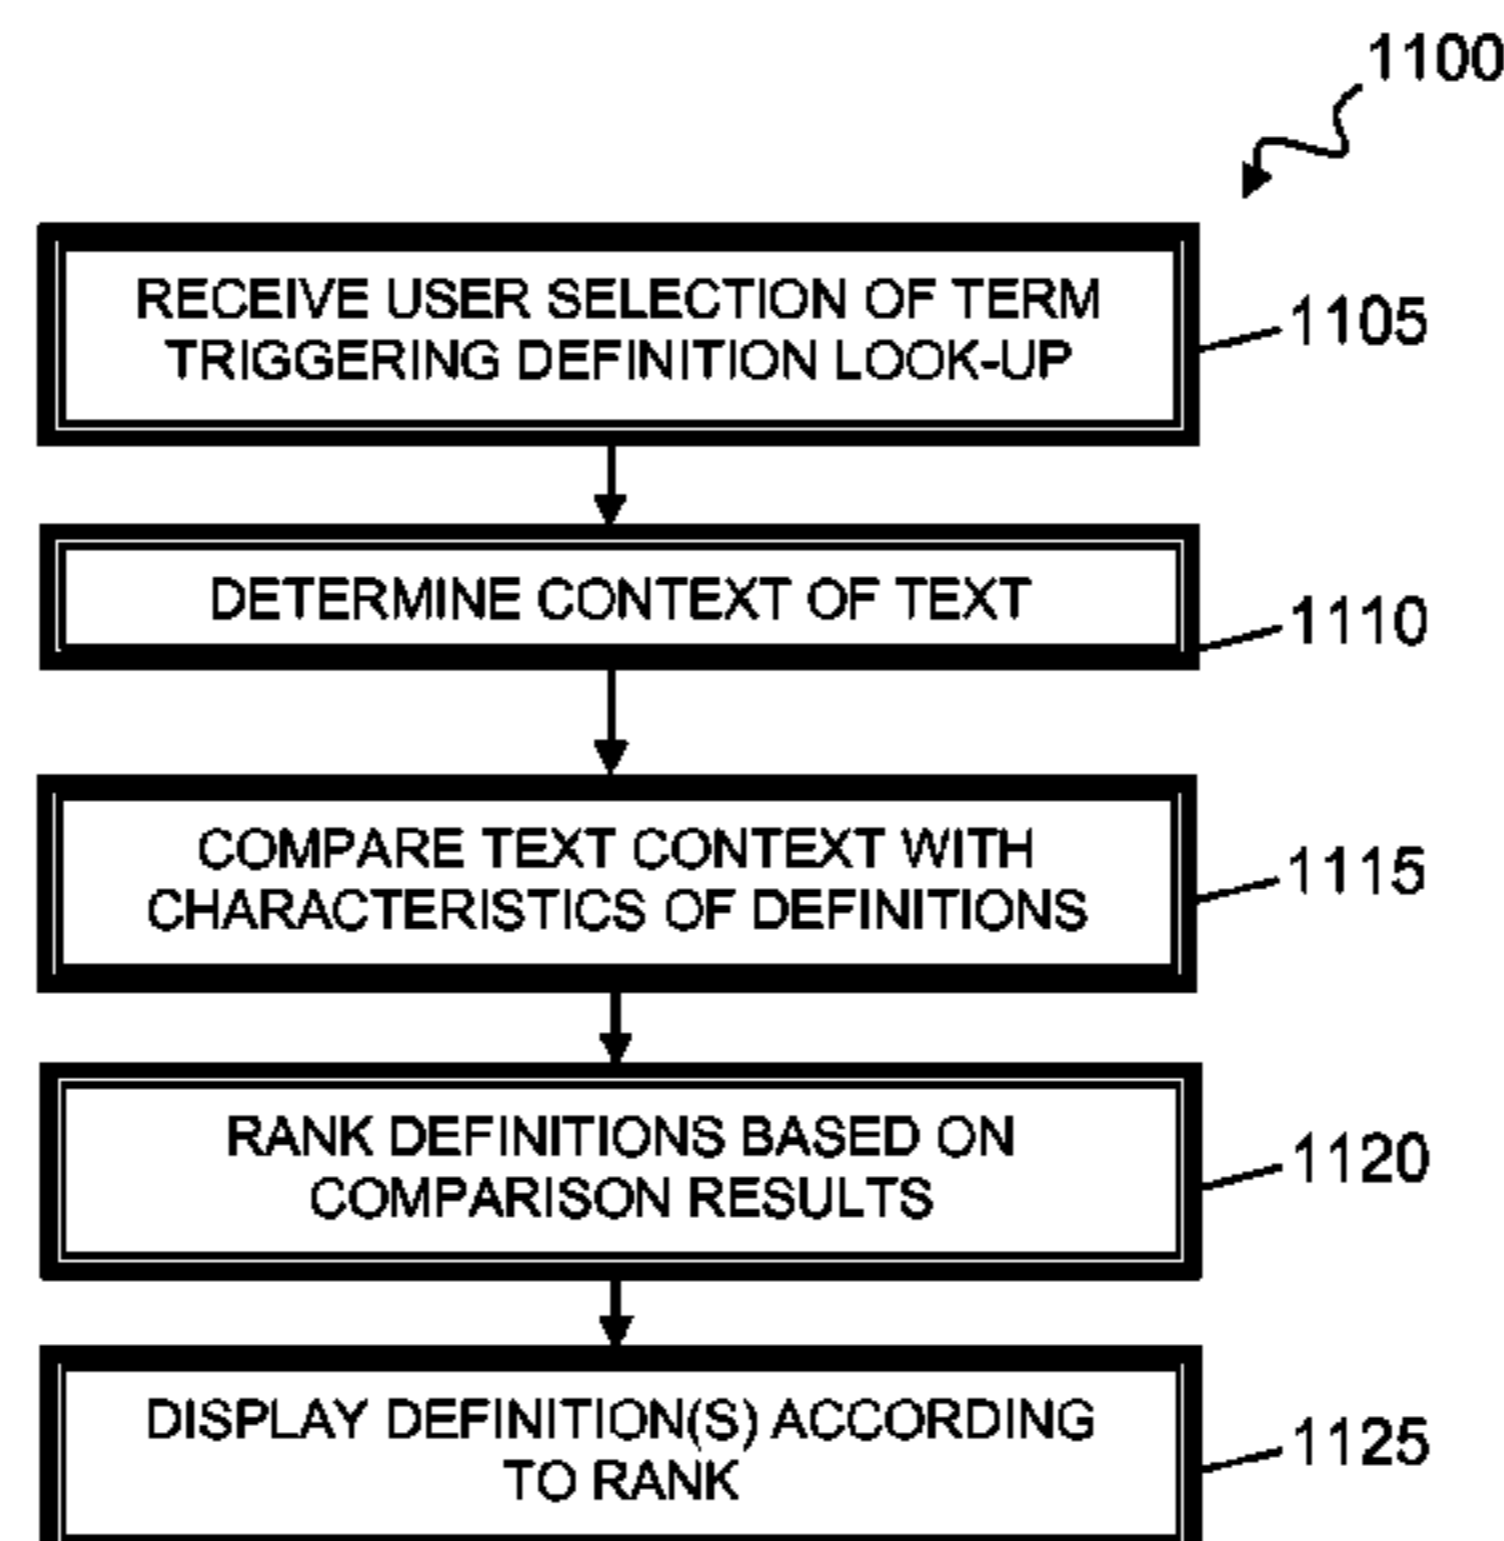 1100
RECEIVE USER SELECTION OF TERM
TRIGGERING DEFINITION LOOK-UP
1105
DETERMINE CONTEXT OF TEXT
1110
COMPARE TEXT CONTEXT WITH
CHARACTERISTICS OF DEFINITIONS
1115
RANK DEFINITIONS BASED ON
COMPARISON RESULTS
1120
DISPLAY DEFINITION(S) ACCORDING
TO RANK
1125